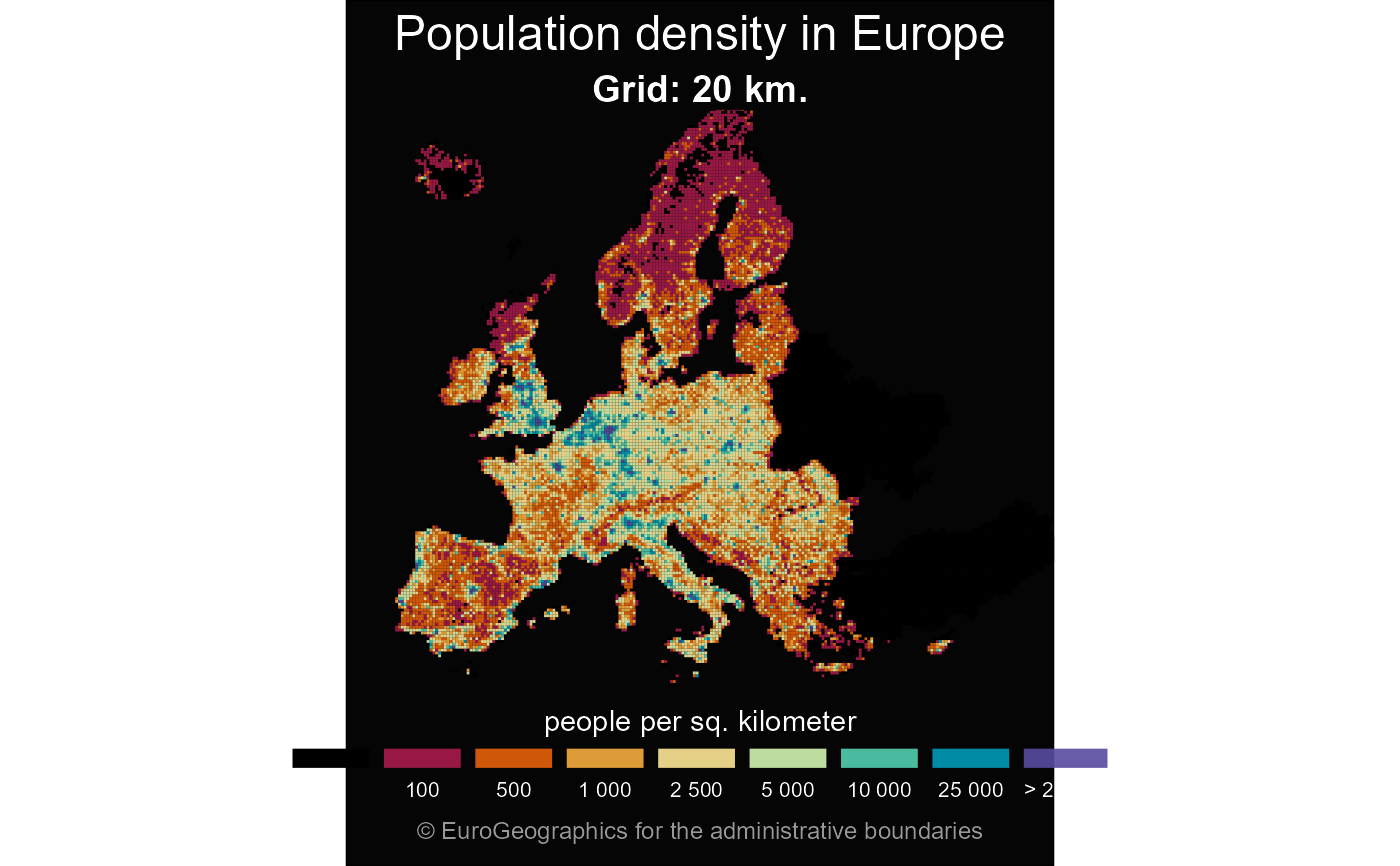 Population density in Europe
Grid: 20 km.
people per sq. kilometer
100 500 1 000 2 500 5 000 10 000 25 000 > 2
© EuroGeographics for the administrative boundaries